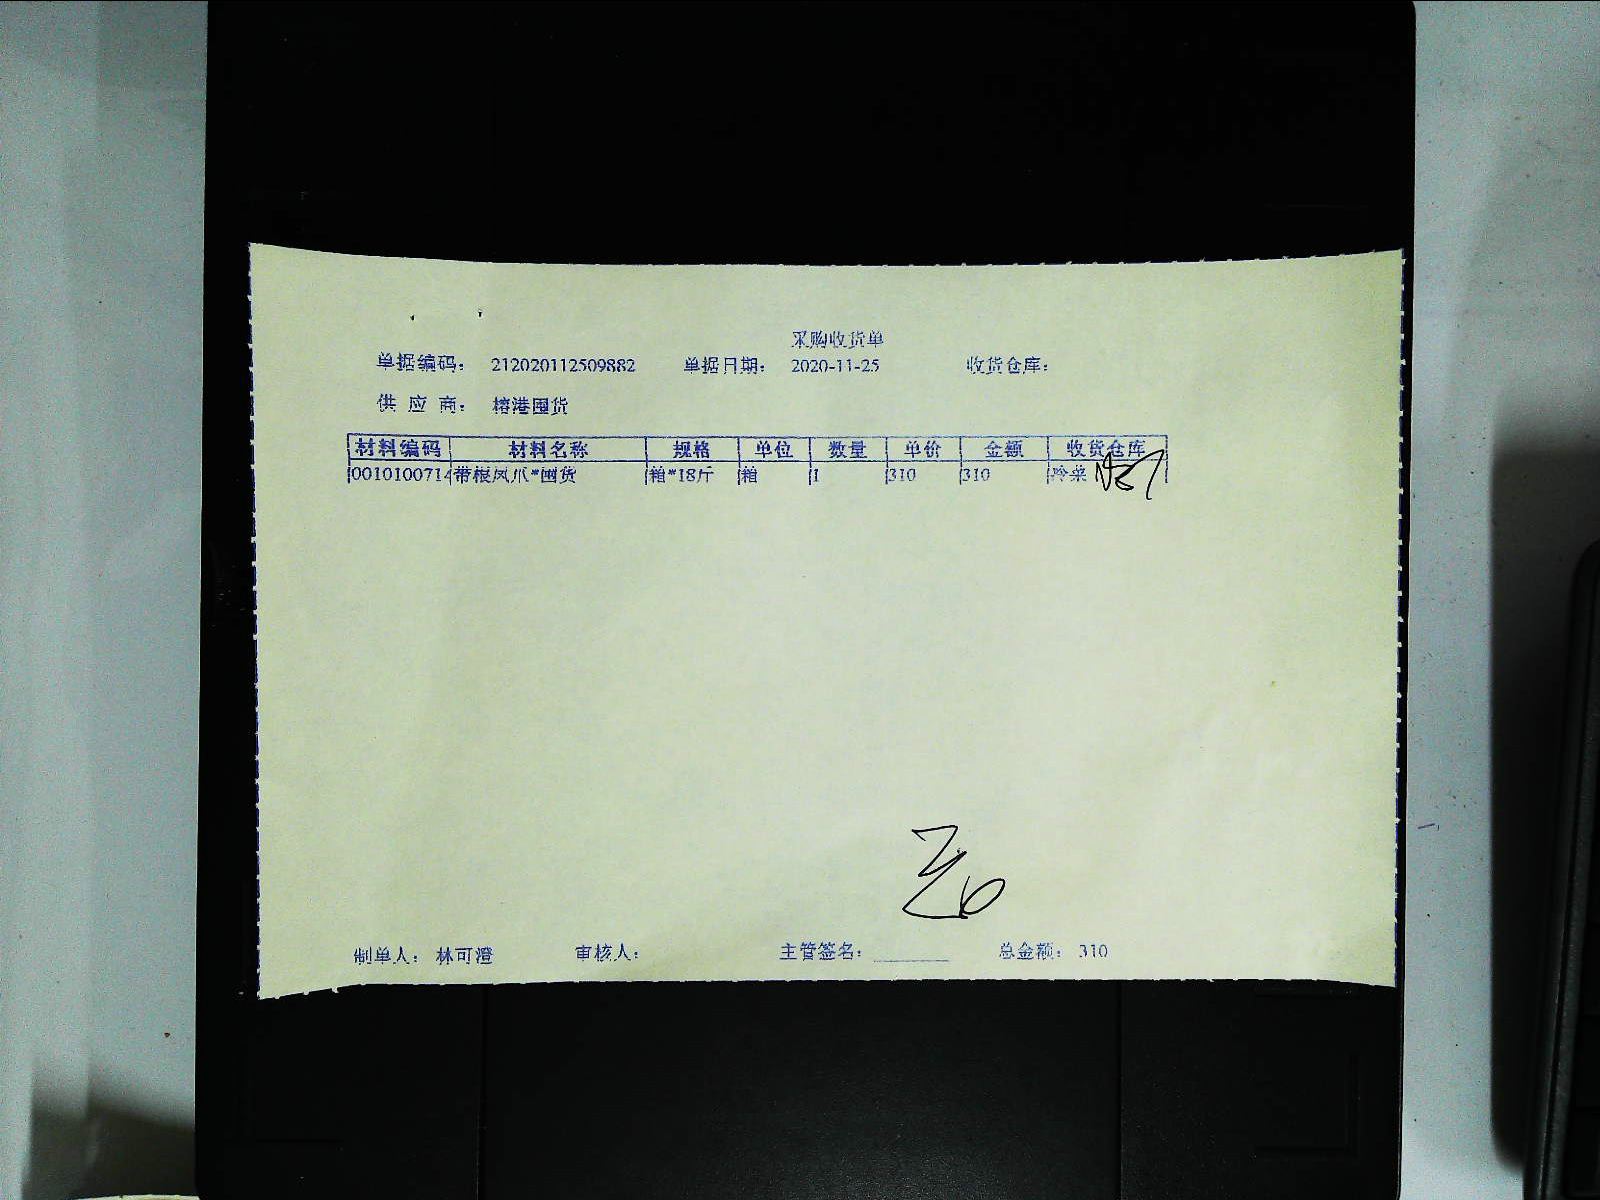 采购收货单
单据编码： 212020112509882 单据日期： 2020-11-25 收货仓库：
供 应 商： 榕港囤货
材料编码 材料名称 规格 单位 数量 单价 金额 收货仓库
0010100714 带根凤爪*囤货 箱*18斤 箱 1 310 310 冷菜
制单人： 林可澄 审核人： 主管签名： 总金额： 310